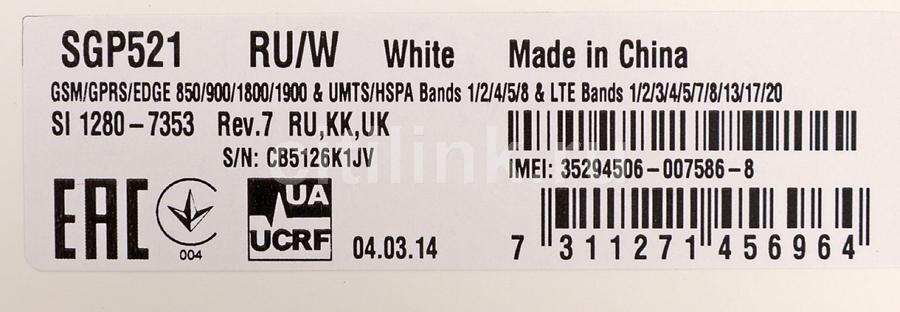 SGP521 RU/W White Made in China
GSM/GPRS/EDGE 850/900/1800/1900 & UMTS/HSPA Bands 1/2/4/5/8 & LTE Bands 1/2/3/4/5/7/8/13/17/20
SI 1280-7353 Rev.7 RU,KK,UK
S/N: CB5126K1JV
IMEI: 35294506-007586-8
citilink.ru
EAC
004
UA
UCRF
04.03.14
7 311271 456964